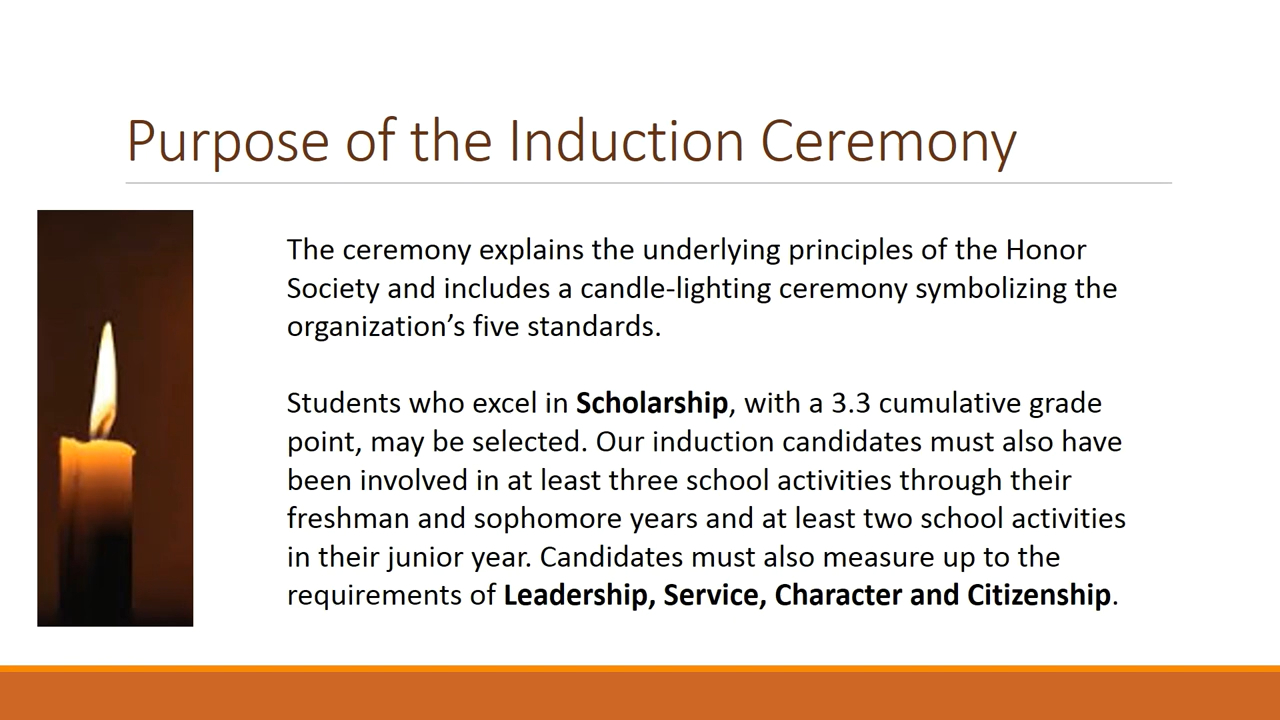 Purpose of the Induction Ceremony
The ceremony explains the underlying principles of the Honor
Society and includes a candle-lighting ceremony symbolizing the
organization’s five standards.
Students who excel in Scholarship, with a 3.3 cumulative grade
point, may be selected. Our induction candidates must also have
been involved in at least three school activities through their
freshman and sophomore years and at least two school activities
in their junior year. Candidates must also measure up to the
requirements of Leadership, Service, Character and Citizenship.